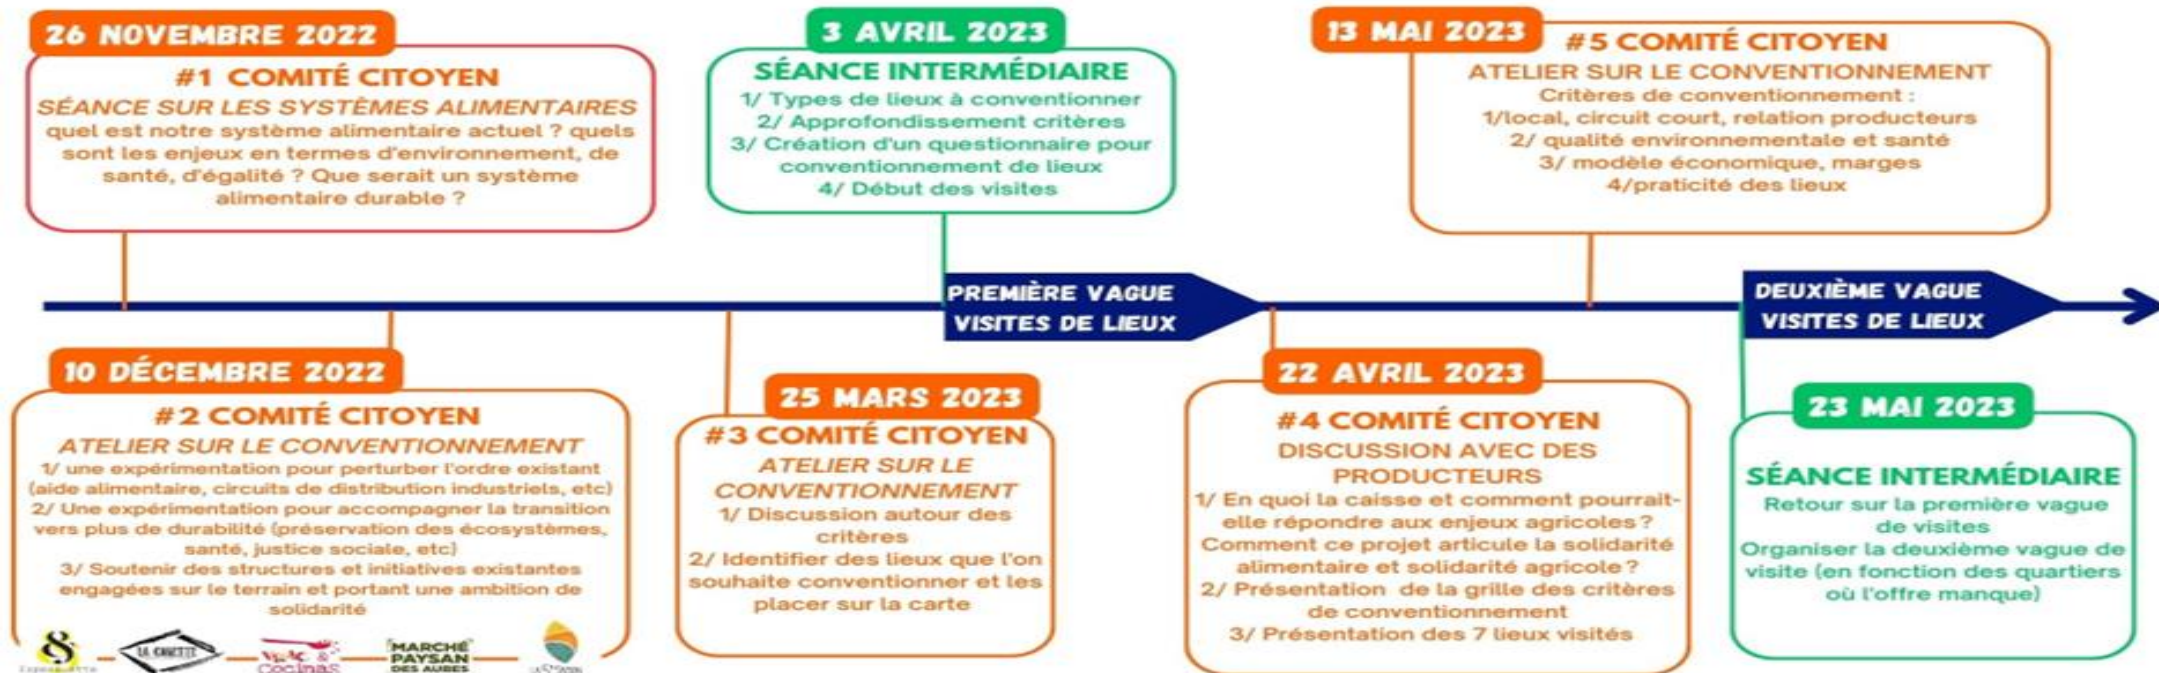 26 NOVEMBRE 2022
#1 COMITÉ CITOYEN
SÉANCE SUR LES SYSTÈMES ALIMENTAIRES
quel est notre système alimentaire actuel ? quels
sont les enjeux en termes d'environnement, de
santé, d'égalité ? Que serait un système
alimentaire durable ?
3 AVRIL 2023
SÉANCE INTERMÉDIAIRE
1/ Types de lieux à conventionner
2/ Approfondissement critères
3/ Création d'un questionnaire pour
conventionnement de lieux
4/ Début des visites
13 MAI 2023
#5 COMITÉ CITOYEN
ATELIER SUR LE CONVENTIONNEMENT
Critères de conventionnement :
1/local, circuit court, relation producteurs
2/ qualité environnementale et santé
3/ modèle économique, marges
4/praticité des lieux
PREMIÈRE VAGUE
VISITES DE LIEUX
DEUXIÈME VAGUE
VISITES DE LIEUX
10 DÉCEMBRE 2022
#2 COMITÉ CITOYEN
ATELIER SUR LE CONVENTIONNEMENT
1/ une expérimentation pour perturber l'ordre existant
(aide alimentaire, circuits de distribution industriels, etc)
2/ Une expérimentation pour accompagner la transition
vers plus de durabilité (préservation des écosystèmes,
santé, justice sociale, etc)
3/ Soutenir des structures et initiatives existantes
engagées sur le terrain et portant une ambition de
solidarité
MARCHÉ
PAYSAN
DES AUBES
Cocinas
25 MARS 2023
#3 COMITÉ CITOYEN
ATELIER SUR LE
CONVENTIONNEMENT
1/ Discussion autour des
critères
2/ Identifier des lieux que l'on
souhaite conventionner et les
placer sur la carte
22 AVRIL 2023
#4 COMITÉ CITOYEN
DISCUSSION AVEC DES
PRODUCTEURS
1/ En quoi la caisse et comment pourrait-
elle répondre aux enjeux agricoles ?
Comment ce projet articule la solidarité
alimentaire et solidarité agricole ?
2/ Présentation de la grille des critères
de conventionnement
3/ Présentation des 7 lieux visités
23 MAI 2023
SÉANCE INTERMÉDIAIRE
Retour sur la première vague
de visites
Organiser la deuxième vague de
visite (en fonction des quartiers
où l'offre manque)